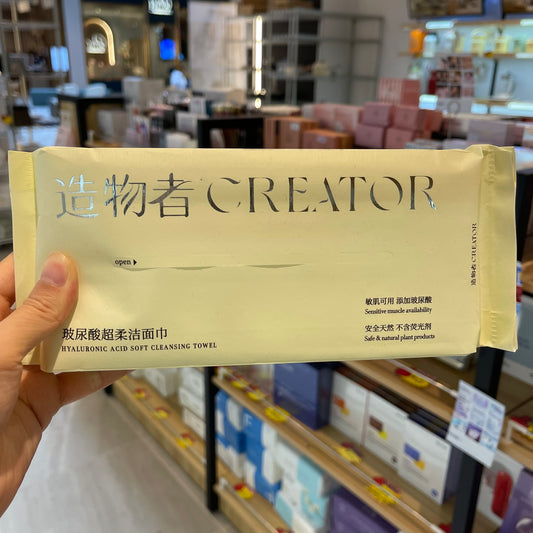 造物者 CREATOR
open
玻尿酸超柔洁面巾
HYALURONIC ACID SOFT CLEANSING TOWEL
敏肌可用 添加玻尿酸
Sensitive muscle availability
安全天然 不含荧光剂
Safe & natural plant products
造物者 CREATOR